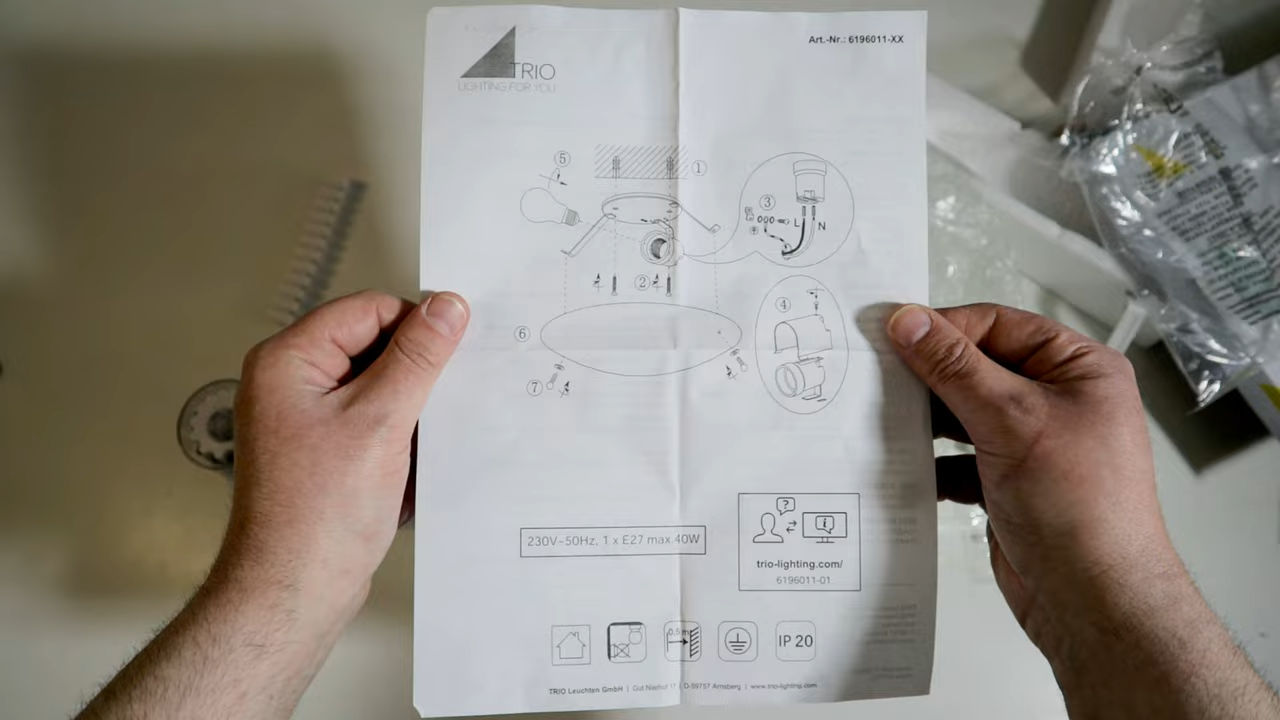 TRIO
LIGHTING FOR YOU
Art.-Nr.: 6196011-XX
5
1
3
L
N
2
4
6
7
230V~50Hz, 1 x E27 max.40W
?
i
trio-lighting.com/
6196011-01
0,5m
IP 20
TRIO Leuchten GmbH | Gut Nierhof 17 | D-59757 Arnsberg | www.trio-lighting.com